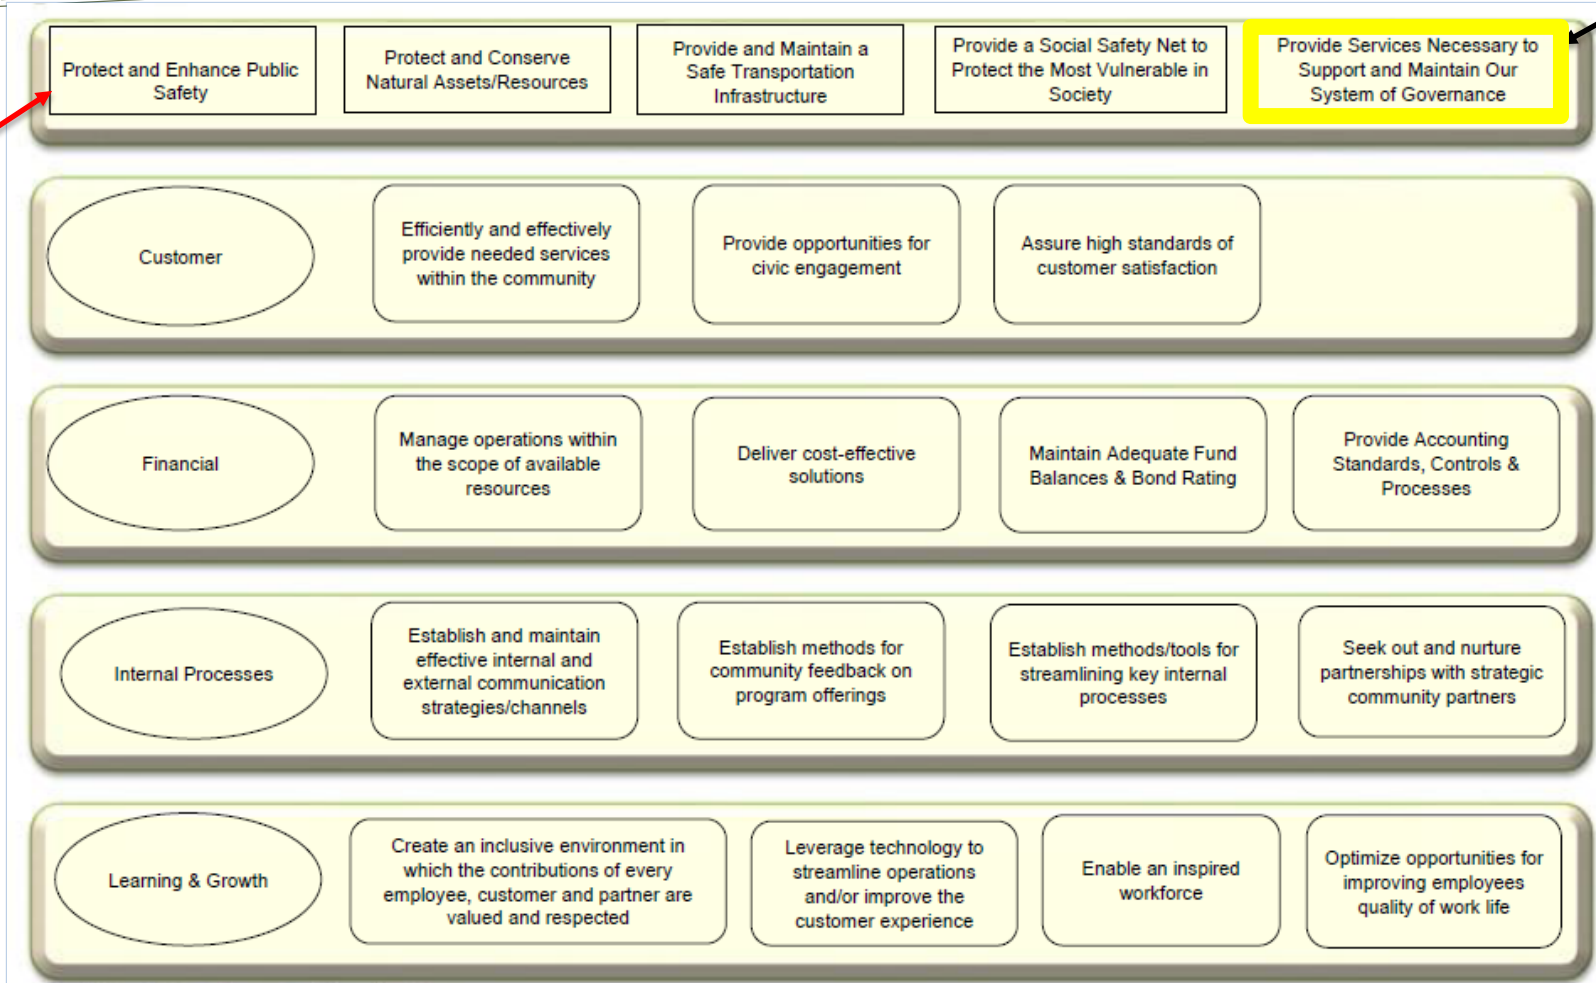 Protect and Enhance Public
Safety
Protect and Conserve
Natural Assets/Resources
Provide and Maintain a
Safe Transportation
Infrastructure
Provide a Social Safety Net to
Protect the Most Vulnerable in
Society
Provide Services Necessary to
Support and Maintain Our
System of Governance
Customer
Efficiently and effectively
provide needed services
within the community
Provide opportunities for
civic engagement
Assure high standards of
customer satisfaction
Financial
Manage operations within
the scope of available
resources
Deliver cost-effective
solutions
Maintain Adequate Fund
Balances & Bond Rating
Provide Accounting
Standards, Controls &
Processes
Internal Processes
Establish and maintain
effective internal and
external communication
strategies/channels
Establish methods for
community feedback on
program offerings
Establish methods/tools for
streamlining key internal
processes
Seek out and nurture
partnerships with strategic
community partners
Learning & Growth
Create an inclusive environment in
which the contributions of every
employee, customer and partner are
valued and respected
Leverage technology to
streamline operations
and/or improve the
customer experience
Enable an inspired
workforce
Optimize opportunities for
improving employees
quality of work life